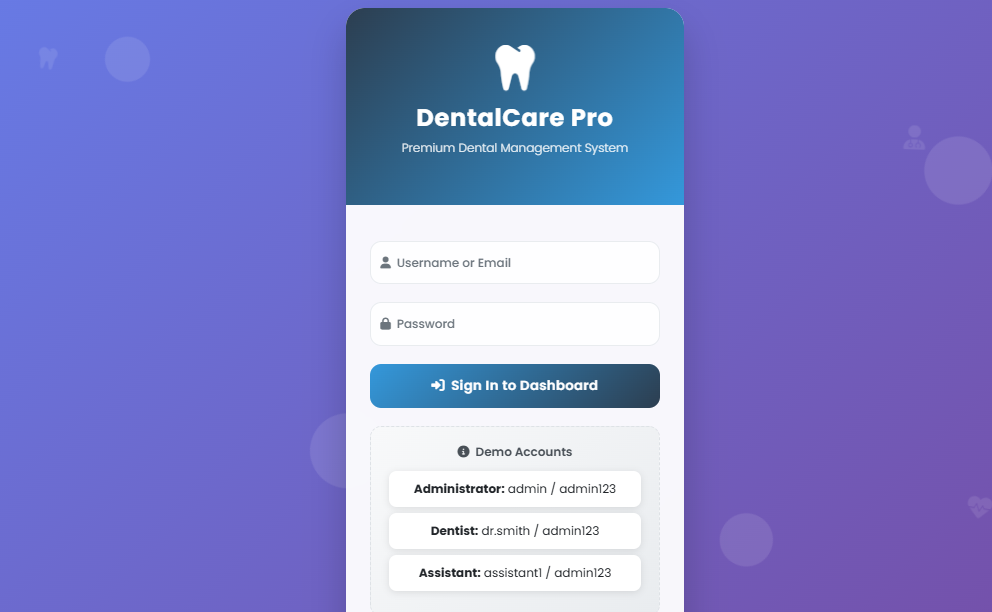 DentalCare Pro
Premium Dental Management System
Username or Email
Password
Sign In to Dashboard
Demo Accounts
Administrator: admin / admin123
Dentist: dr.smith / admin123
Assistant: assistant1 / admin123